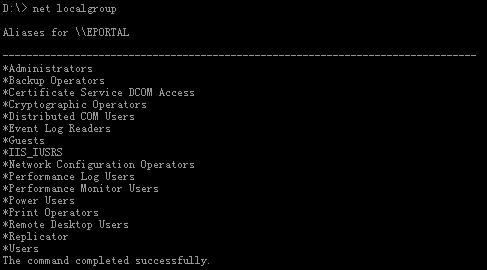 D:\> net localgroup
Aliases for \\EPORTAL
-------------------------------------------------------------------------------
*Administrators
*Backup Operators
*Certificate Service DCOM Access
*Cryptographic Operators
*Distributed COM Users
*Event Log Readers
*Guests
*IIS_IUSRS
*Network Configuration Operators
*Performance Log Users
*Performance Monitor Users
*Power Users
*Print Operators
*Remote Desktop Users
*Replicator
*Users
The command completed successfully.